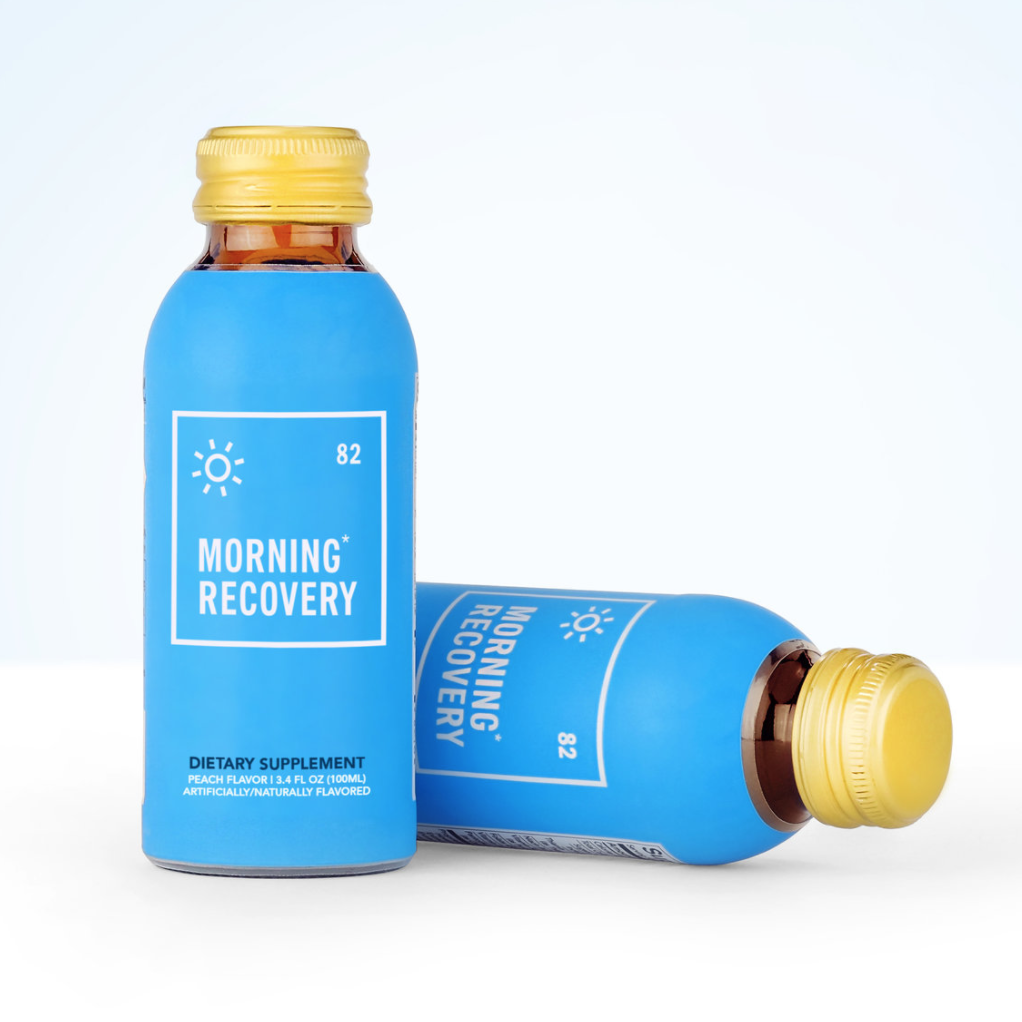 82
MORNING*
RECOVERY
DIETARY SUPPLEMENT
PEACH FLAVOR | 3.4 FL OZ (100ML)
ARTIFICIALLY/NATURALLY FLAVORED
MORNING*
RECOVERY
82